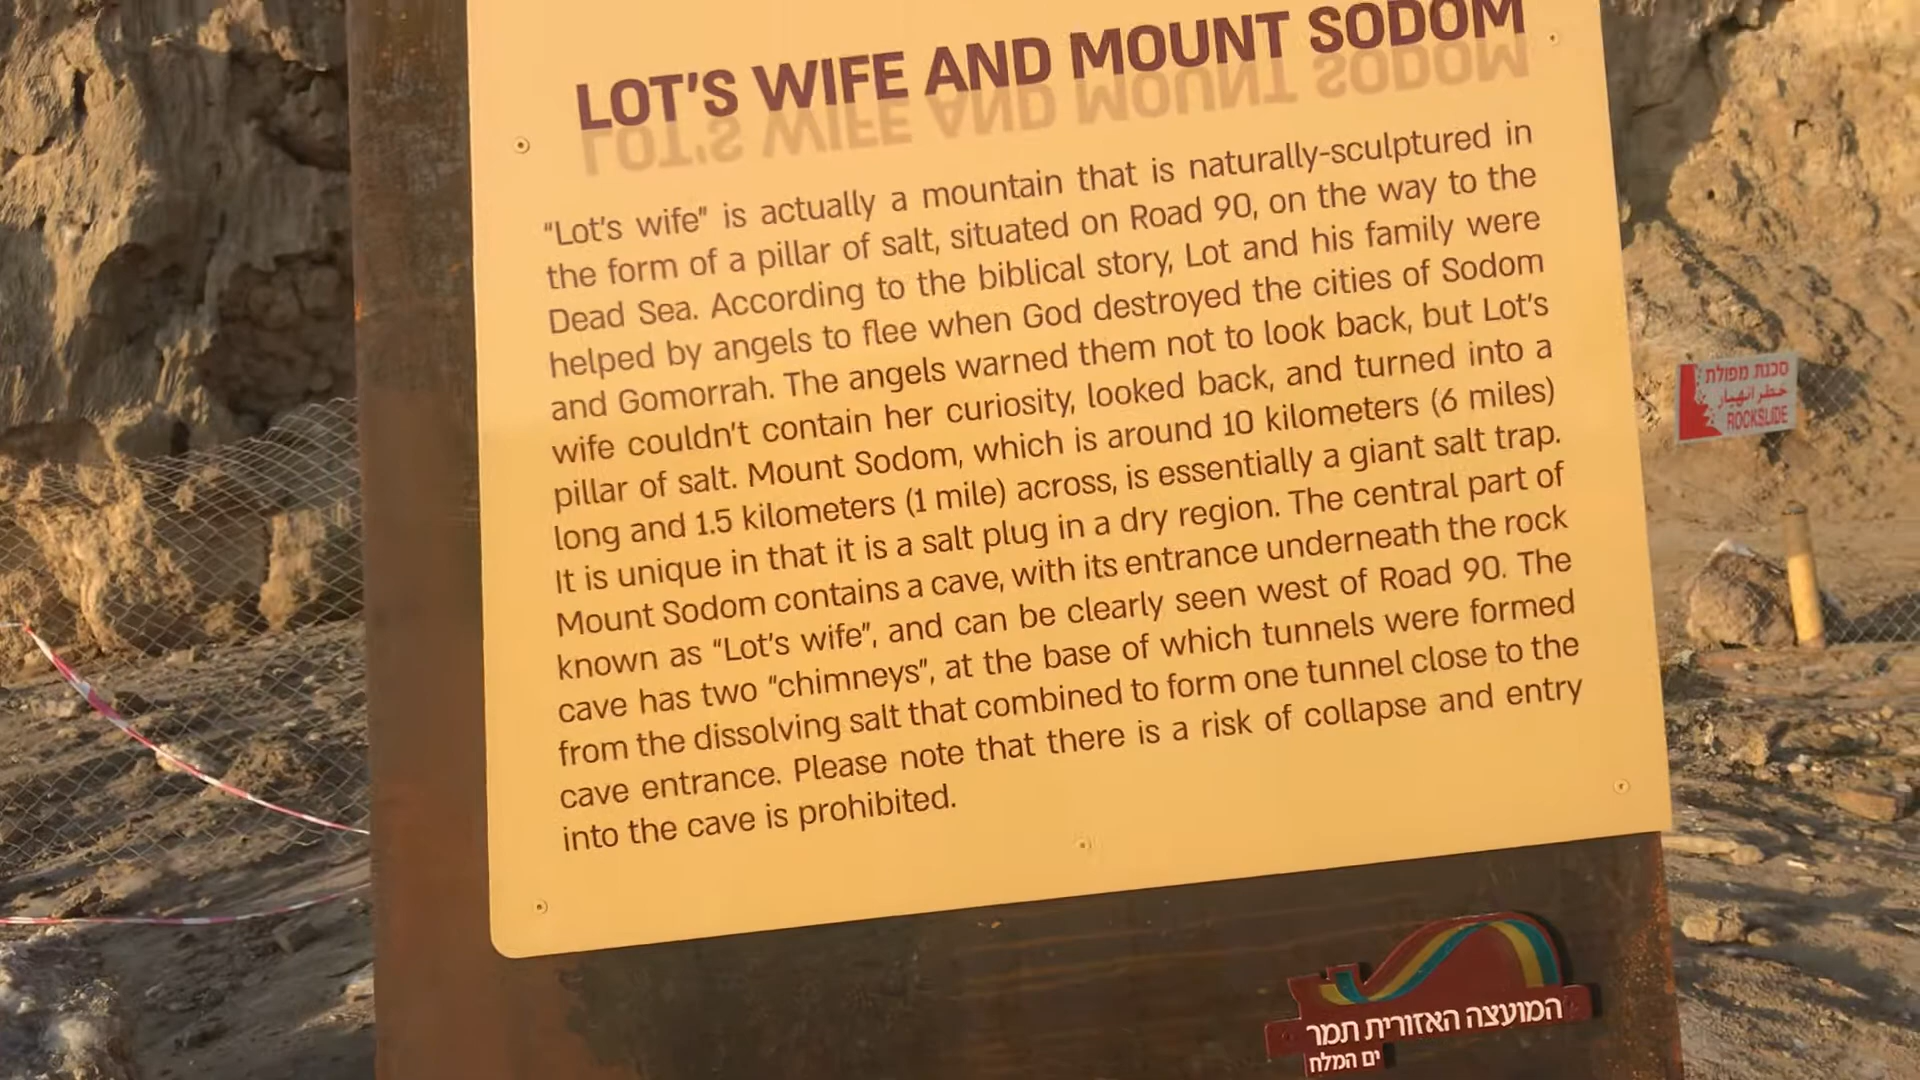 LOT'S WIFE AND MOUNT SODOM
"Lot's wife" is actually a mountain that is naturally-sculptured in
the form of a pillar of salt, situated on Road 90, on the way to the
Dead Sea. According to the biblical story, Lot and his family were
helped by angels to flee when God destroyed the cities of Sodom
and Gomorrah. The angels warned them not to look back, but Lot's
wife couldn't contain her curiosity, looked back, and turned into a
pillar of salt. Mount Sodom, which is around 10 kilometers (6 miles)
long and 1.5 kilometers (1 mile) across, is essentially a giant salt trap.
It is unique in that it is a salt plug in a dry region. The central part of
Mount Sodom contains a cave, with its entrance underneath the rock
known as "Lot's wife", and can be clearly seen west of Road 90. The
cave has two "chimneys", at the base of which tunnels were formed
from the dissolving salt that combined to form one tunnel close to the
cave entrance. Please note that there is a risk of collapse and entry
into the cave is prohibited.
סכנת מפולת
خطر انهيار
ROCKSLIDE
המועצה האזורית תמר
ים המלח